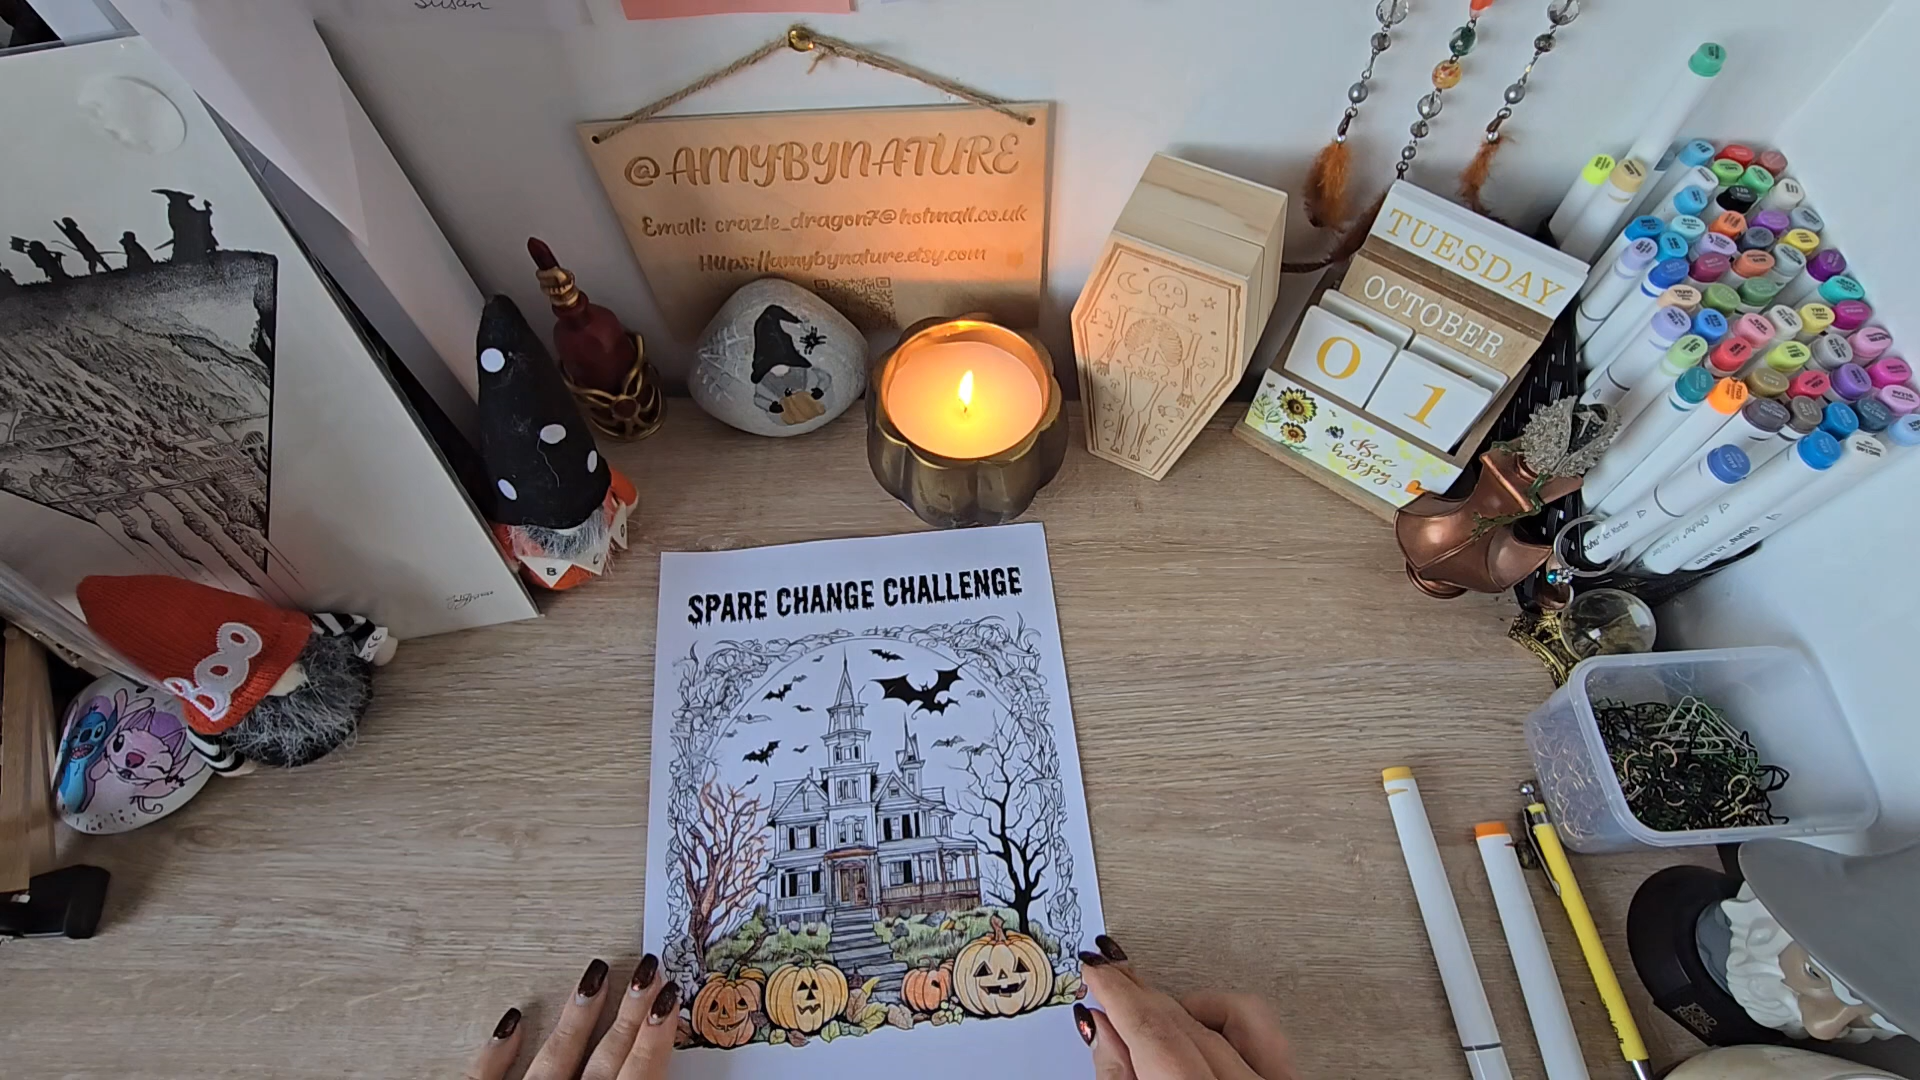 Susan
@AMYBYNATURE
Email: crazie_dragon7@hotmail.co.uk
Https://amybynature.etsy.com
TUESDAY
OCTOBER
0 1
Bee
happy
BOO
B O
SPARE CHANGE CHALLENGE